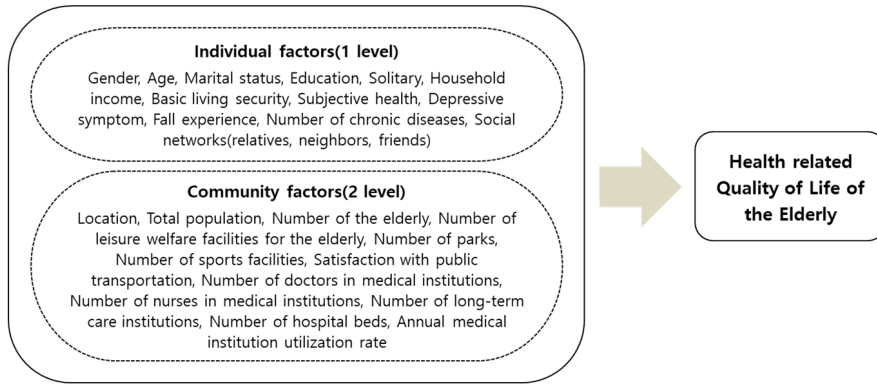 Individual factors(1 level)
Gender, Age, Marital status, Education, Solitary, Household
income, Basic living security, Subjective health, Depressive
symptom, Fall experience, Number of chronic diseases, Social
networks(relatives, neighbors, friends)
Community factors(2 level)
Location, Total population, Number of the elderly, Number of
leisure welfare facilities for the elderly, Number of parks,
Number of sports facilities, Satisfaction with public
transportation, Number of doctors in medical institutions,
Number of nurses in medical institutions, Number of long-term
care institutions, Number of hospital beds, Annual medical
institution utilization rate
Health related
Quality of Life of
the Elderly